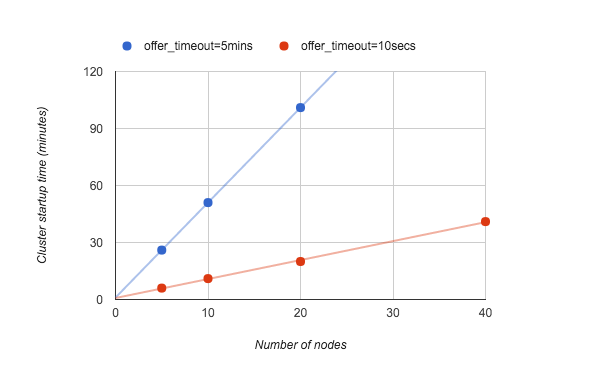 offer_timeout=5mins offer_timeout=10secs
120
90
60
30
0
Cluster startup time (minutes)
0 10 20 30 40
Number of nodes